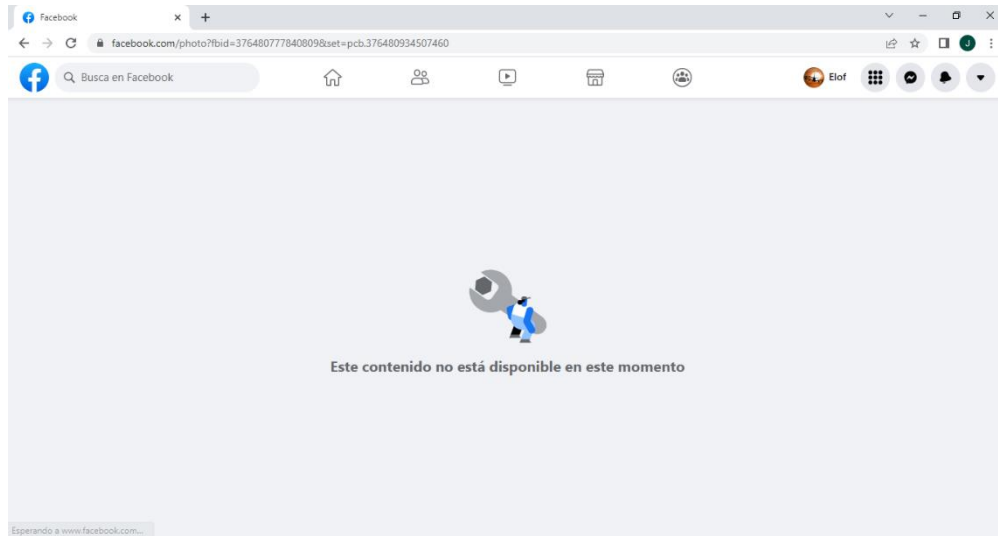 Facebook
facebook.com/photo?fbid=376480777840809&set=pcb.376480934507460
Busca en Facebook
Elof
J
Este contenido no está disponible en este momento
Esperando a www.facebook.com...